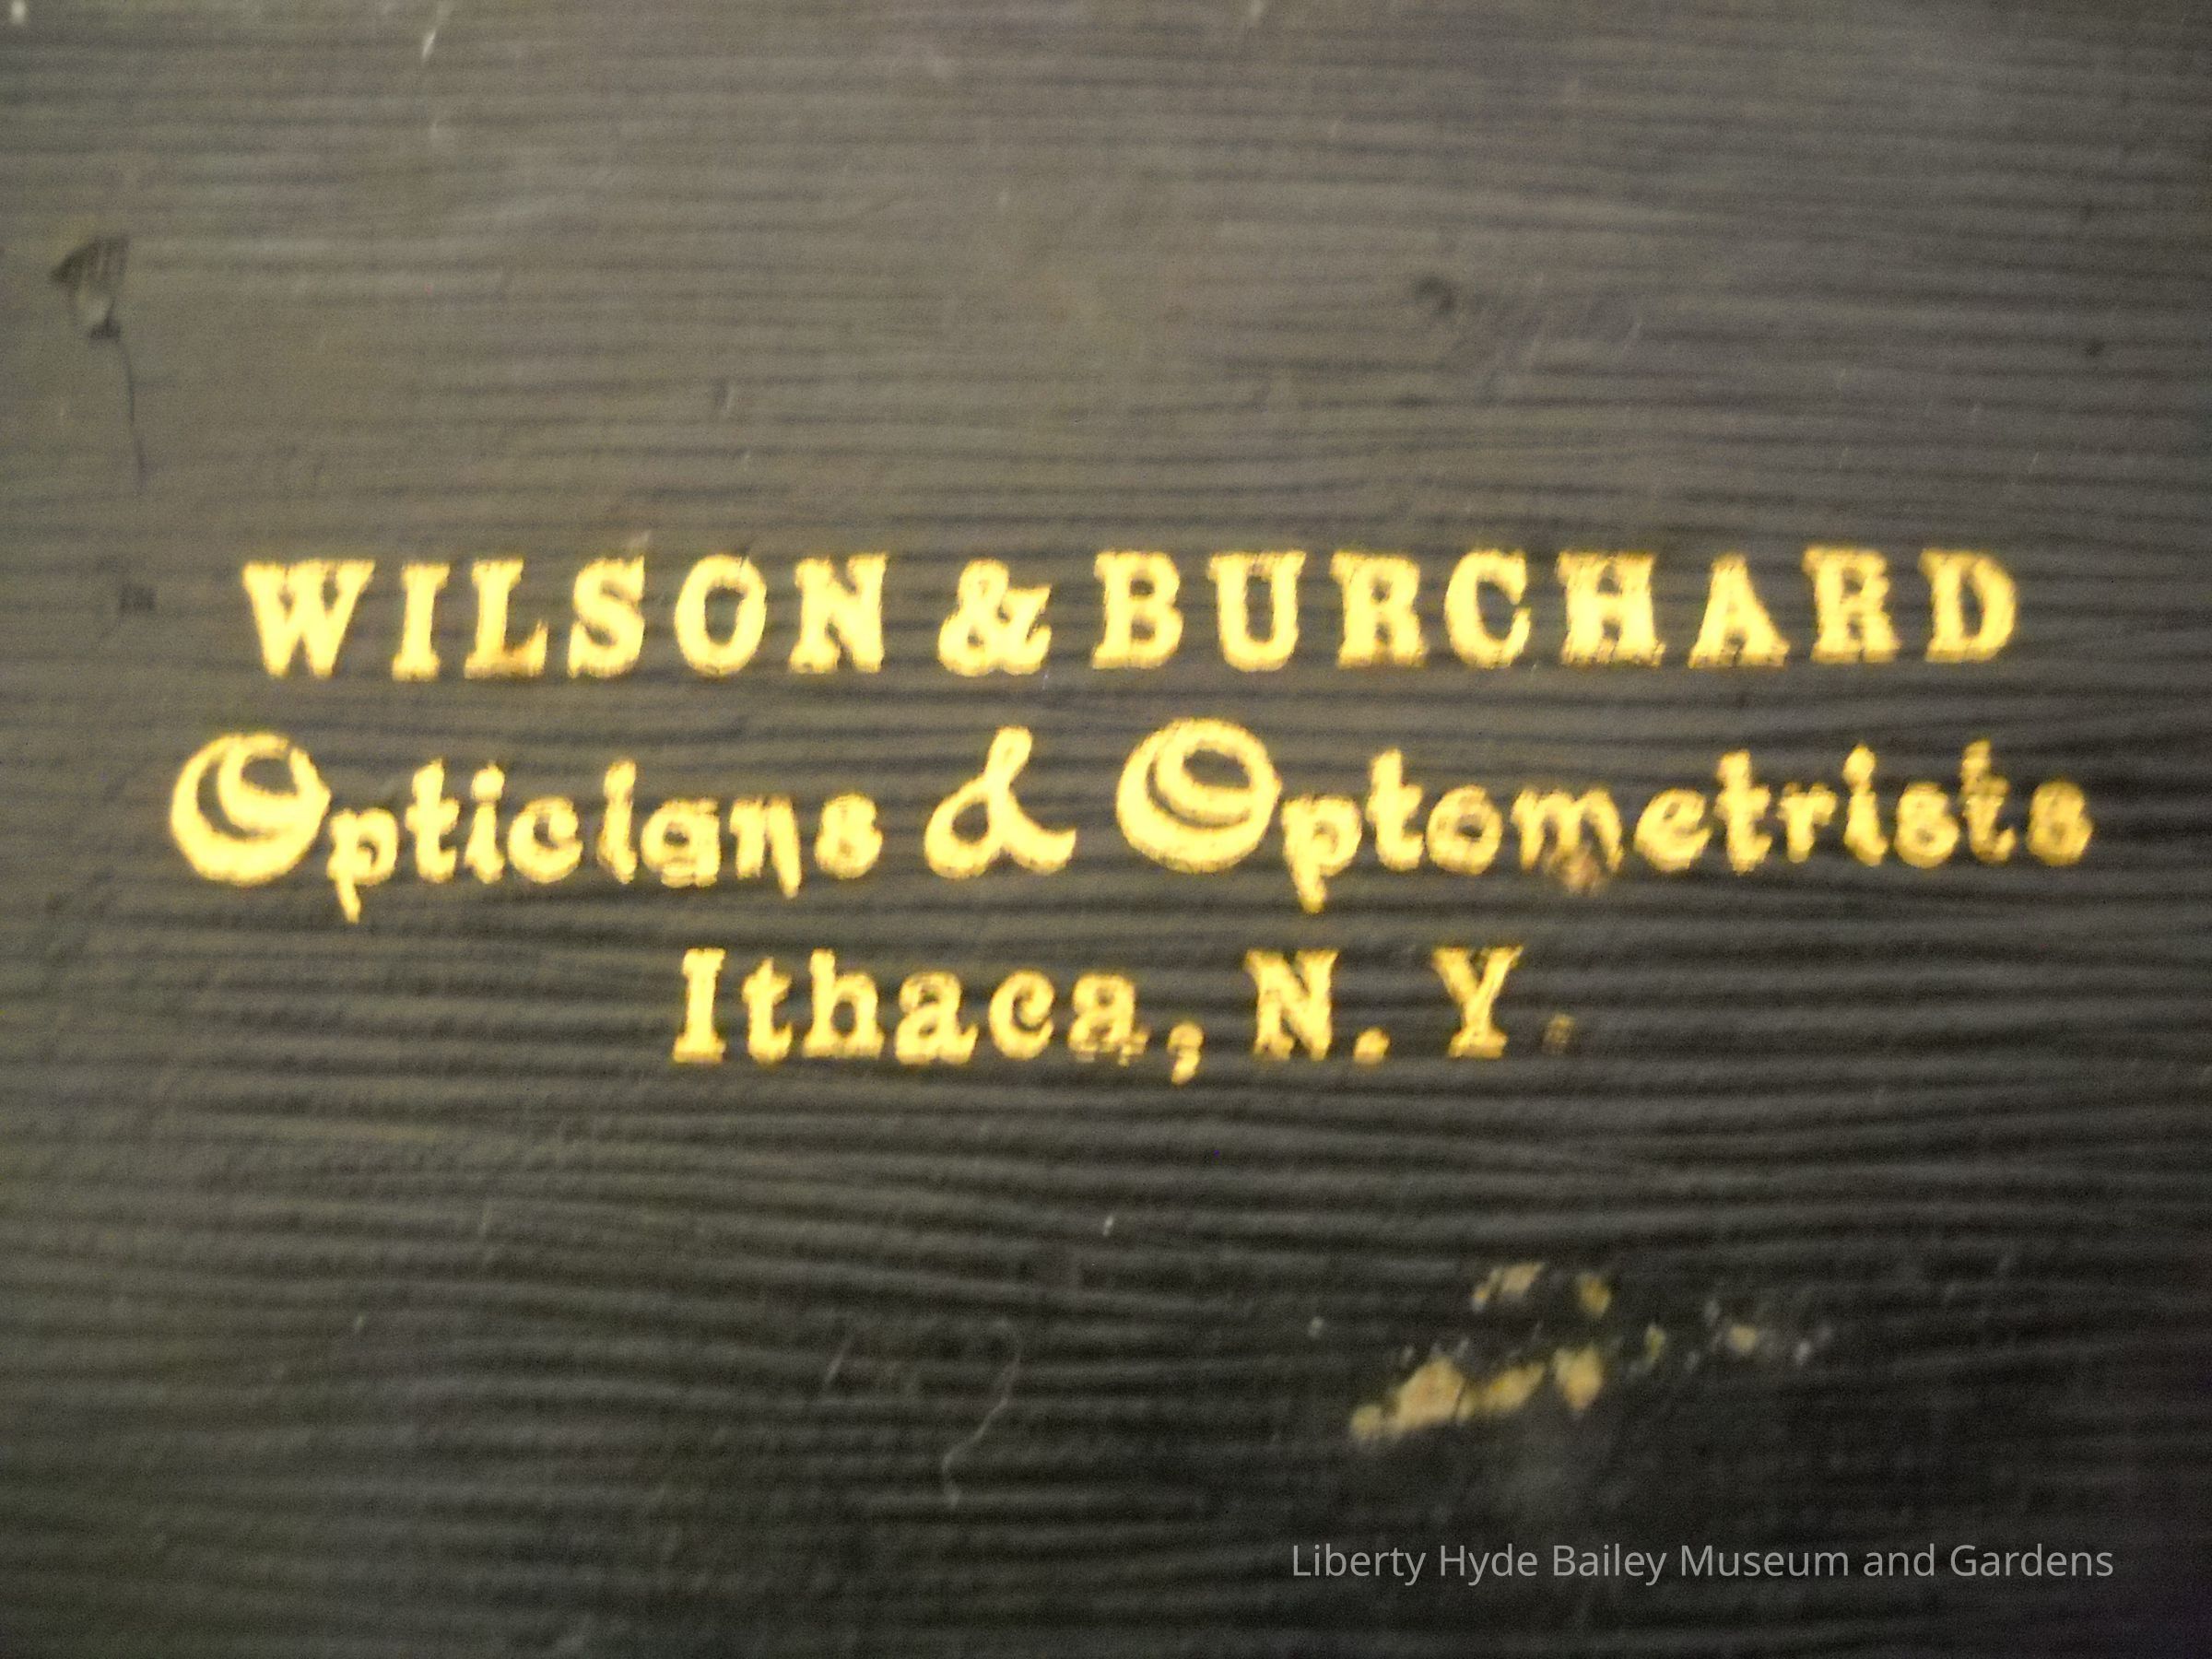 WILSON & BURCHARD
Opticians & Optometrists
Ithaca, N. Y.
Liberty Hyde Bailey Museum and Gardens